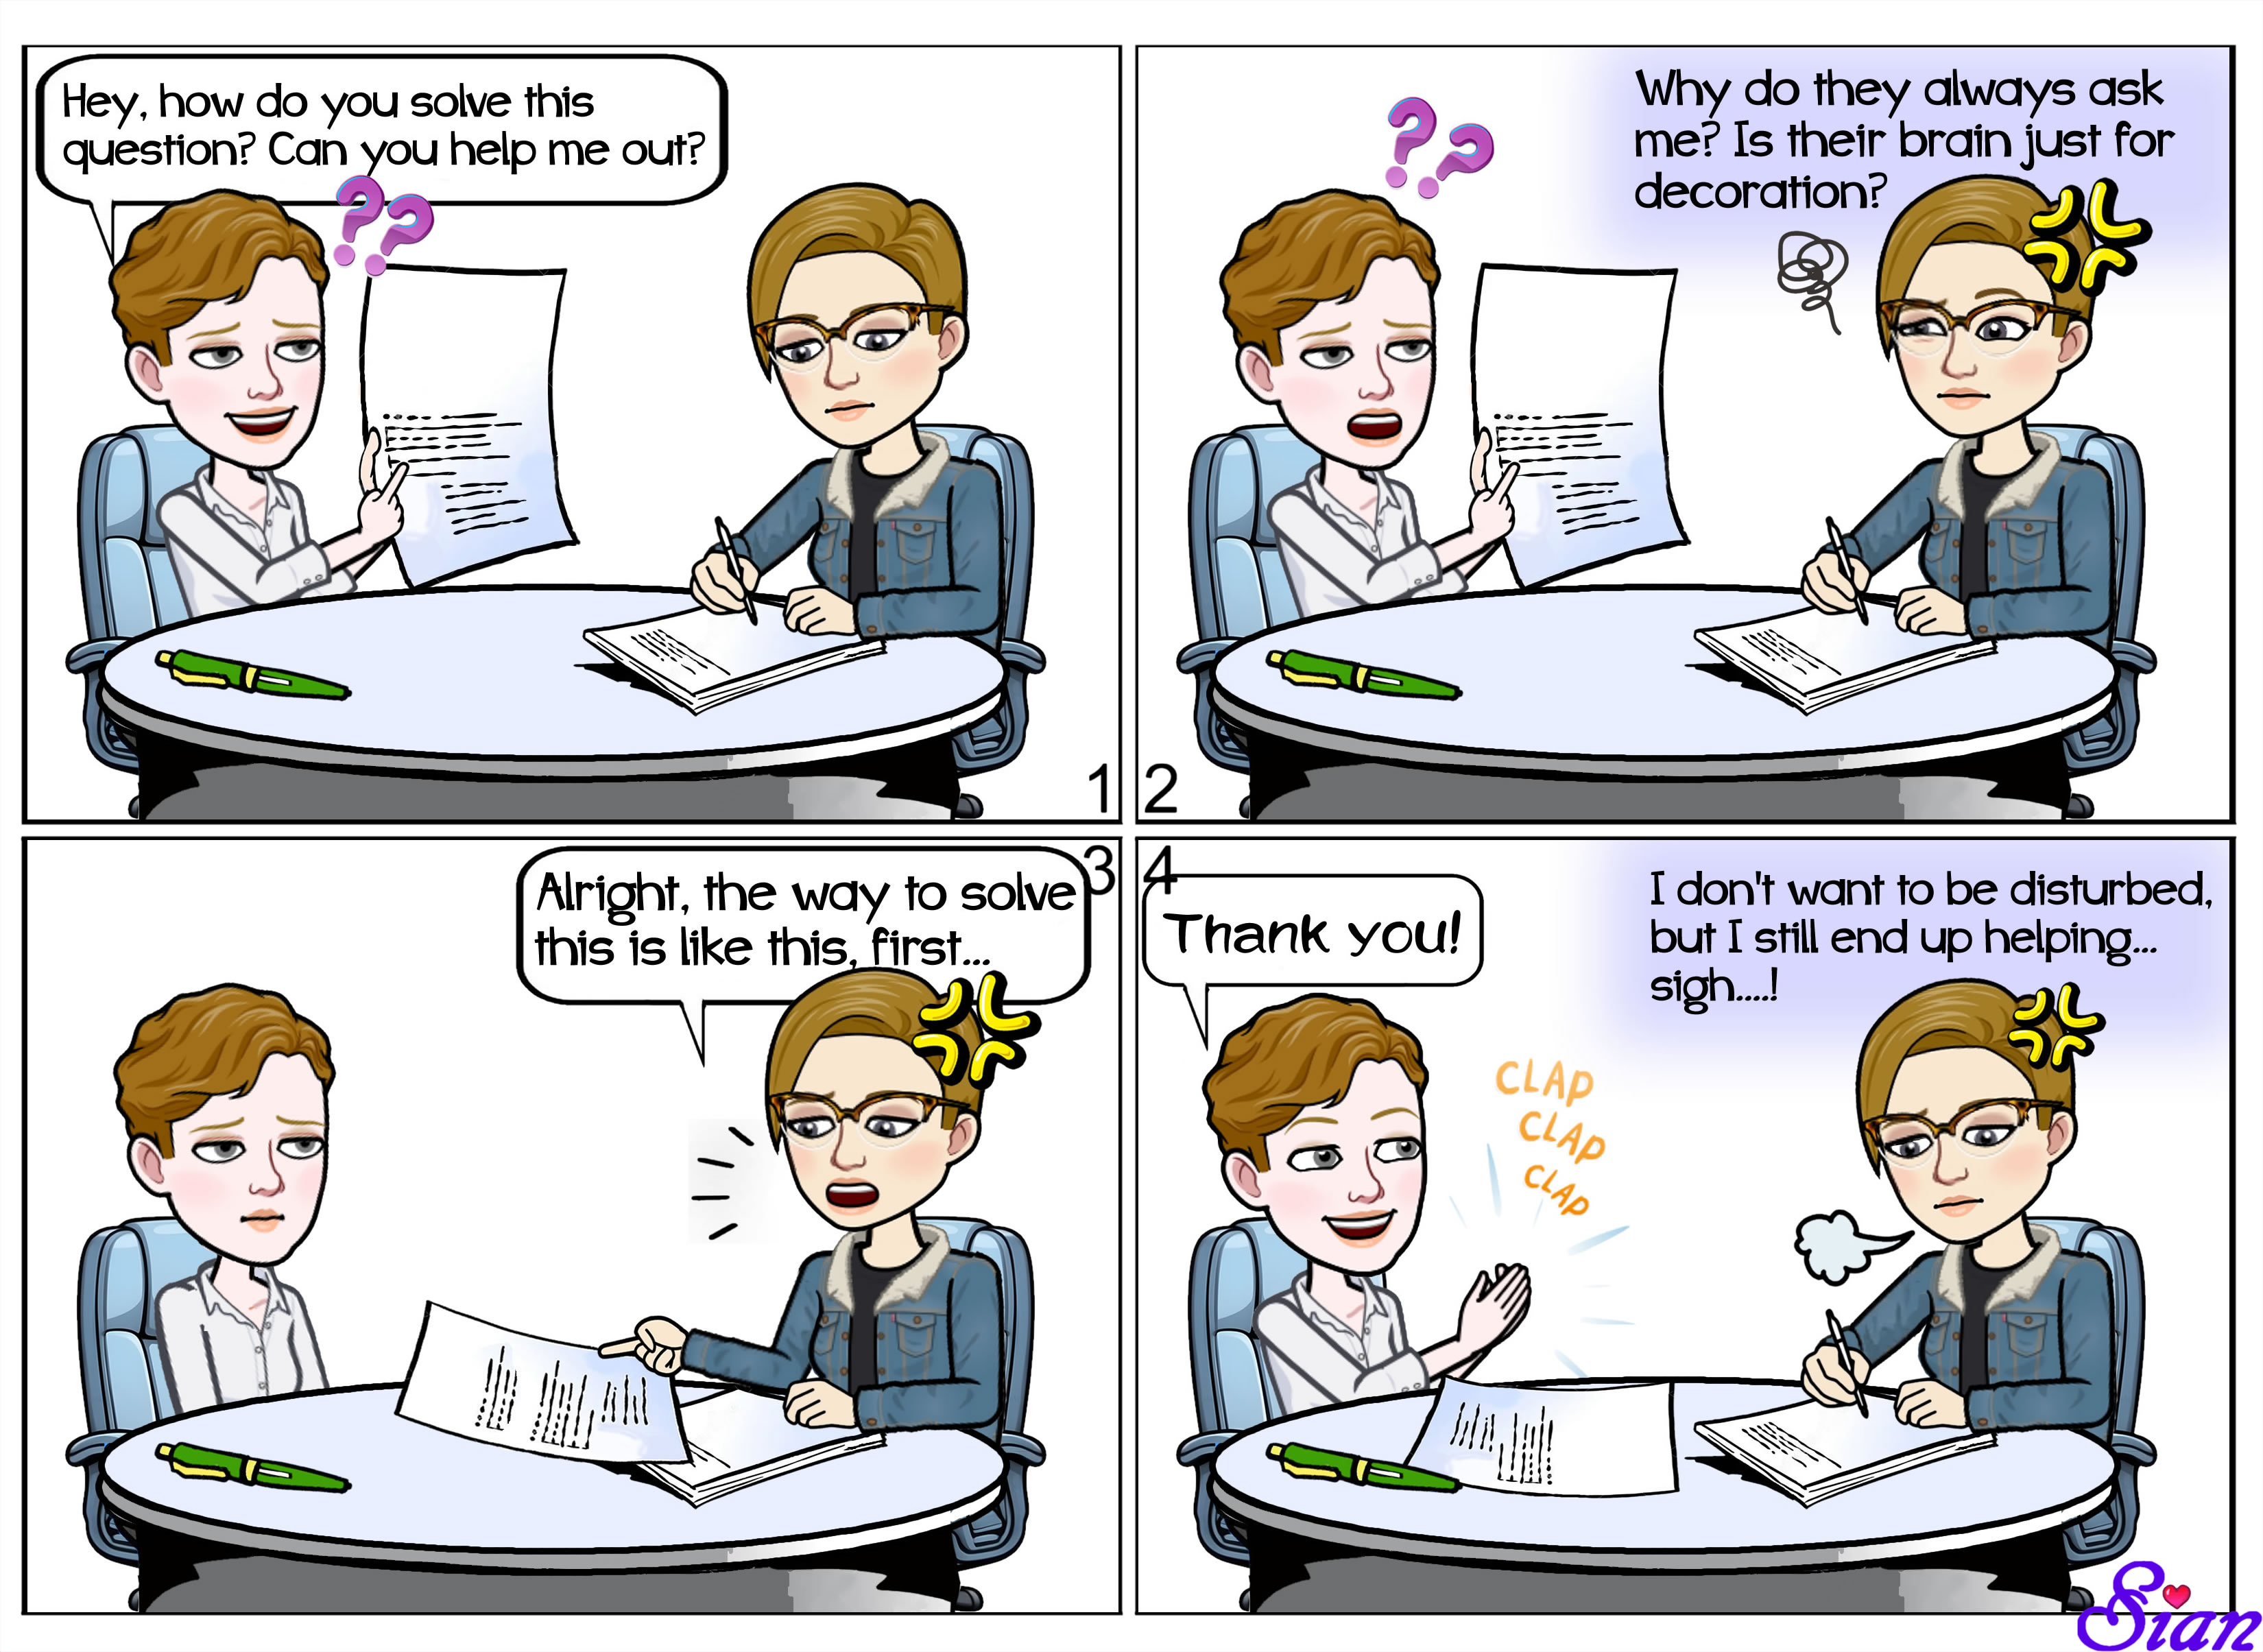 Hey, how do you solve this
question? Can you help me out?
??
1
Why do they always ask
me? Is their brain just for
decoration?
??
2
Alright, the way to solve
this is like this, first...
3
4
Thank you!
I don't want to be disturbed,
but I still end up helping...
sigh....!
CLAP
CLAP
CLAP
Sian